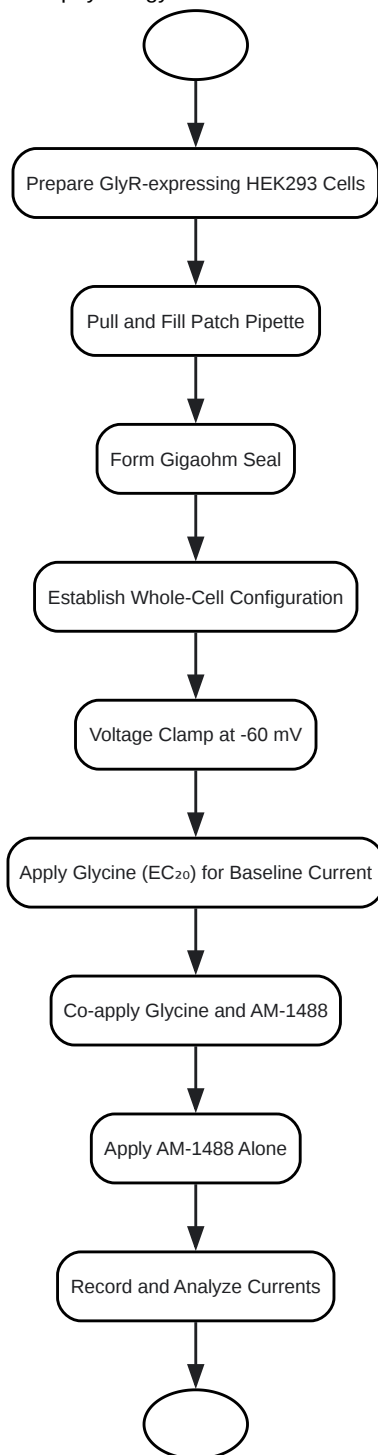 Prepare GlyR-expressing HEK293 Cells
Pull and Fill Patch Pipette
Form Gigaohm Seal
Establish Whole-Cell Configuration
Voltage Clamp at -60 mV
Apply Glycine (EC₂₀) for Baseline Current
Co-apply Glycine and AM-1488
Apply AM-1488 Alone
Record and Analyze Currents